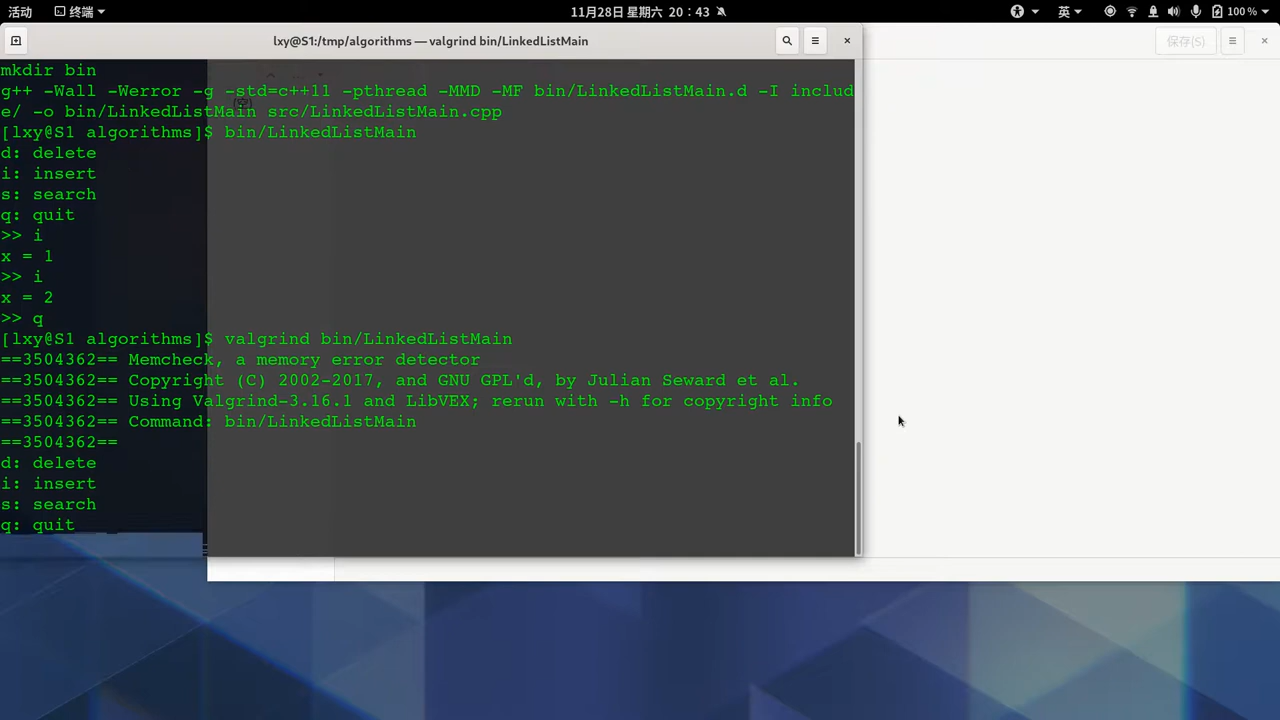 活动 终端 11月28日 星期六 20：43 英 100 %
lxy@S1:/tmp/algorithms — valgrind bin/LinkedListMain
保存(S)
mkdir bin
g++ -Wall -Werror -g -std=c++11 -pthread -MMD -MF bin/LinkedListMain.d -I includ
e/ -o bin/LinkedListMain src/LinkedListMain.cpp
[lxy@S1 algorithms]$ bin/LinkedListMain
d: delete
i: insert
s: search
q: quit
>> i
x = 1
>> i
x = 2
>> q
[lxy@S1 algorithms]$ valgrind bin/LinkedListMain
==3504362== Memcheck, a memory error detector
==3504362== Copyright (C) 2002-2017, and GNU GPL'd, by Julian Seward et al.
==3504362== Using Valgrind-3.16.1 and LibVEX; rerun with -h for copyright info
==3504362== Command: bin/LinkedListMain
==3504362==
d: delete
i: insert
s: search
q: quit